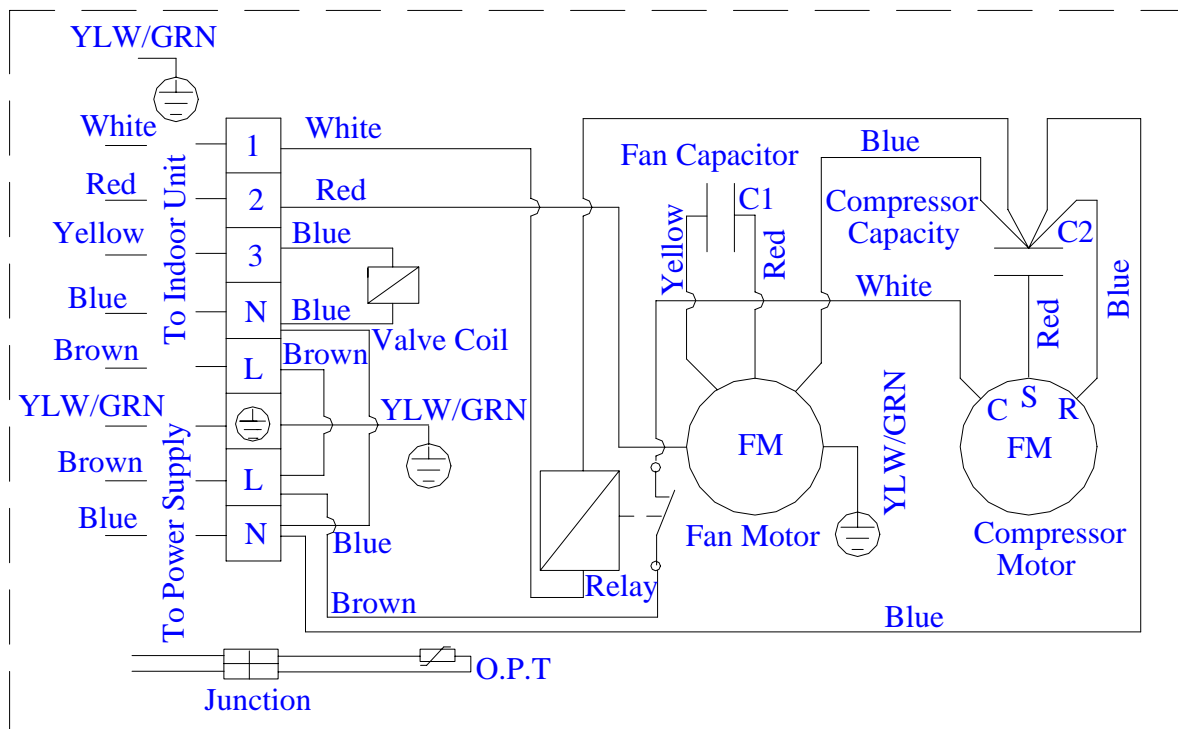 YLW/GRN
White
Red
Yellow
Blue
Brown
YLW/GRN
Brown
Blue
To Indoor Unit
To Power Supply
1
2
3
N
L
L
N
White
Red
Blue
Blue
Valve Coil
Brown
YLW/GRN
Blue
Brown
Relay
Fan Capacitor
C1
Yellow
Red
Blue
Compressor
Capacity
C2
White
Red
Blue
FM
Fan Motor
YLW/GRN
C
S
R
FM
Compressor
Motor
Blue
O.P.T
Junction